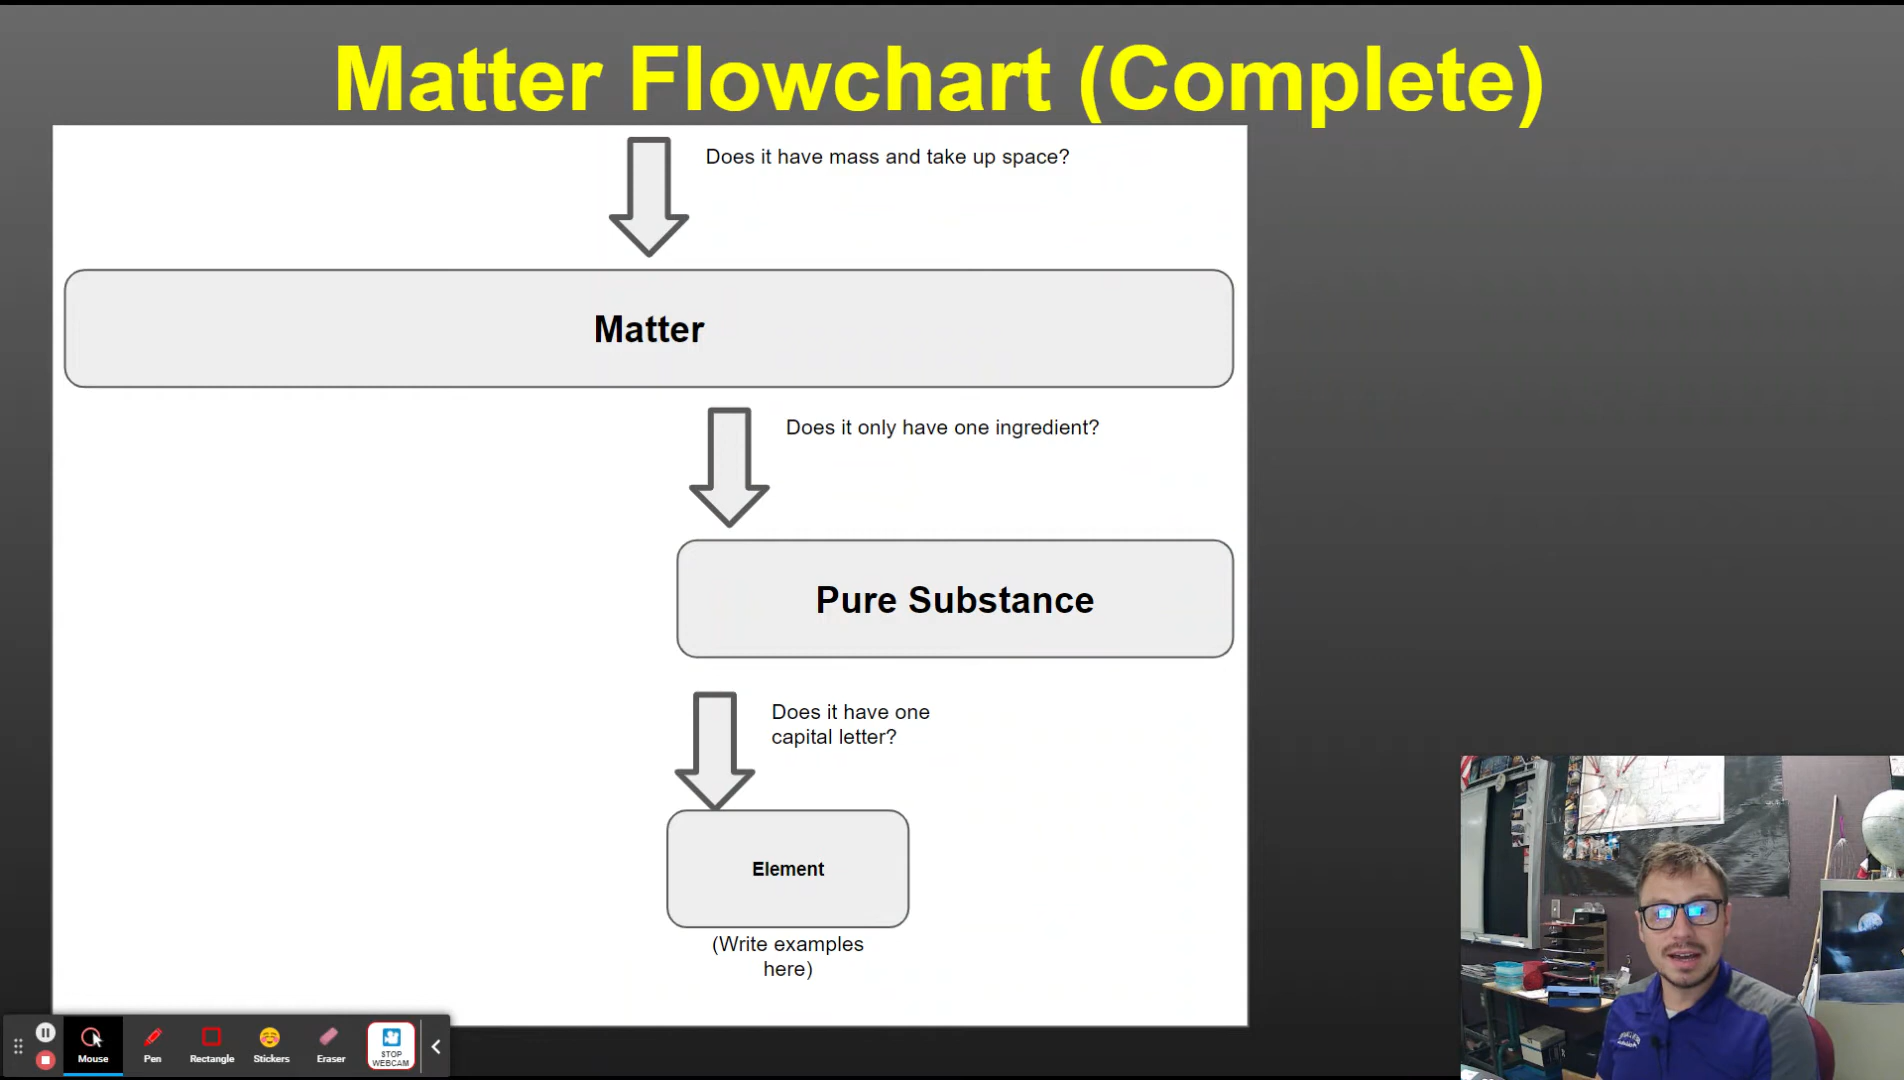 Matter Flowchart (Complete)
Does it have mass and take up space?
Matter
Does it only have one ingredient?
Pure Substance
Does it have one
capital letter?
Element
(Write examples
here)
Mouse
Pen
Rectangle
Stickers
Eraser
STOP
WEBCAM